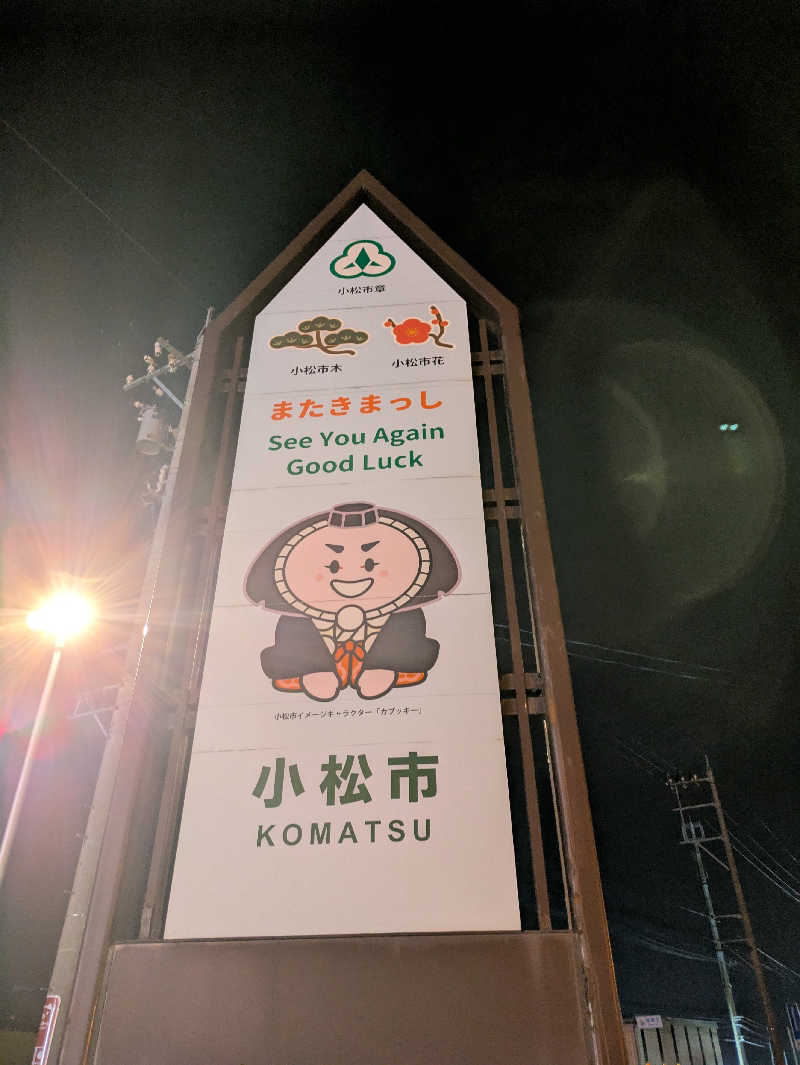 小松市章
小松市木
小松市花
またきまっし
See You Again
Good Luck
小松市イメージキャラクター「カブッキー」
小松市
KOMATSU